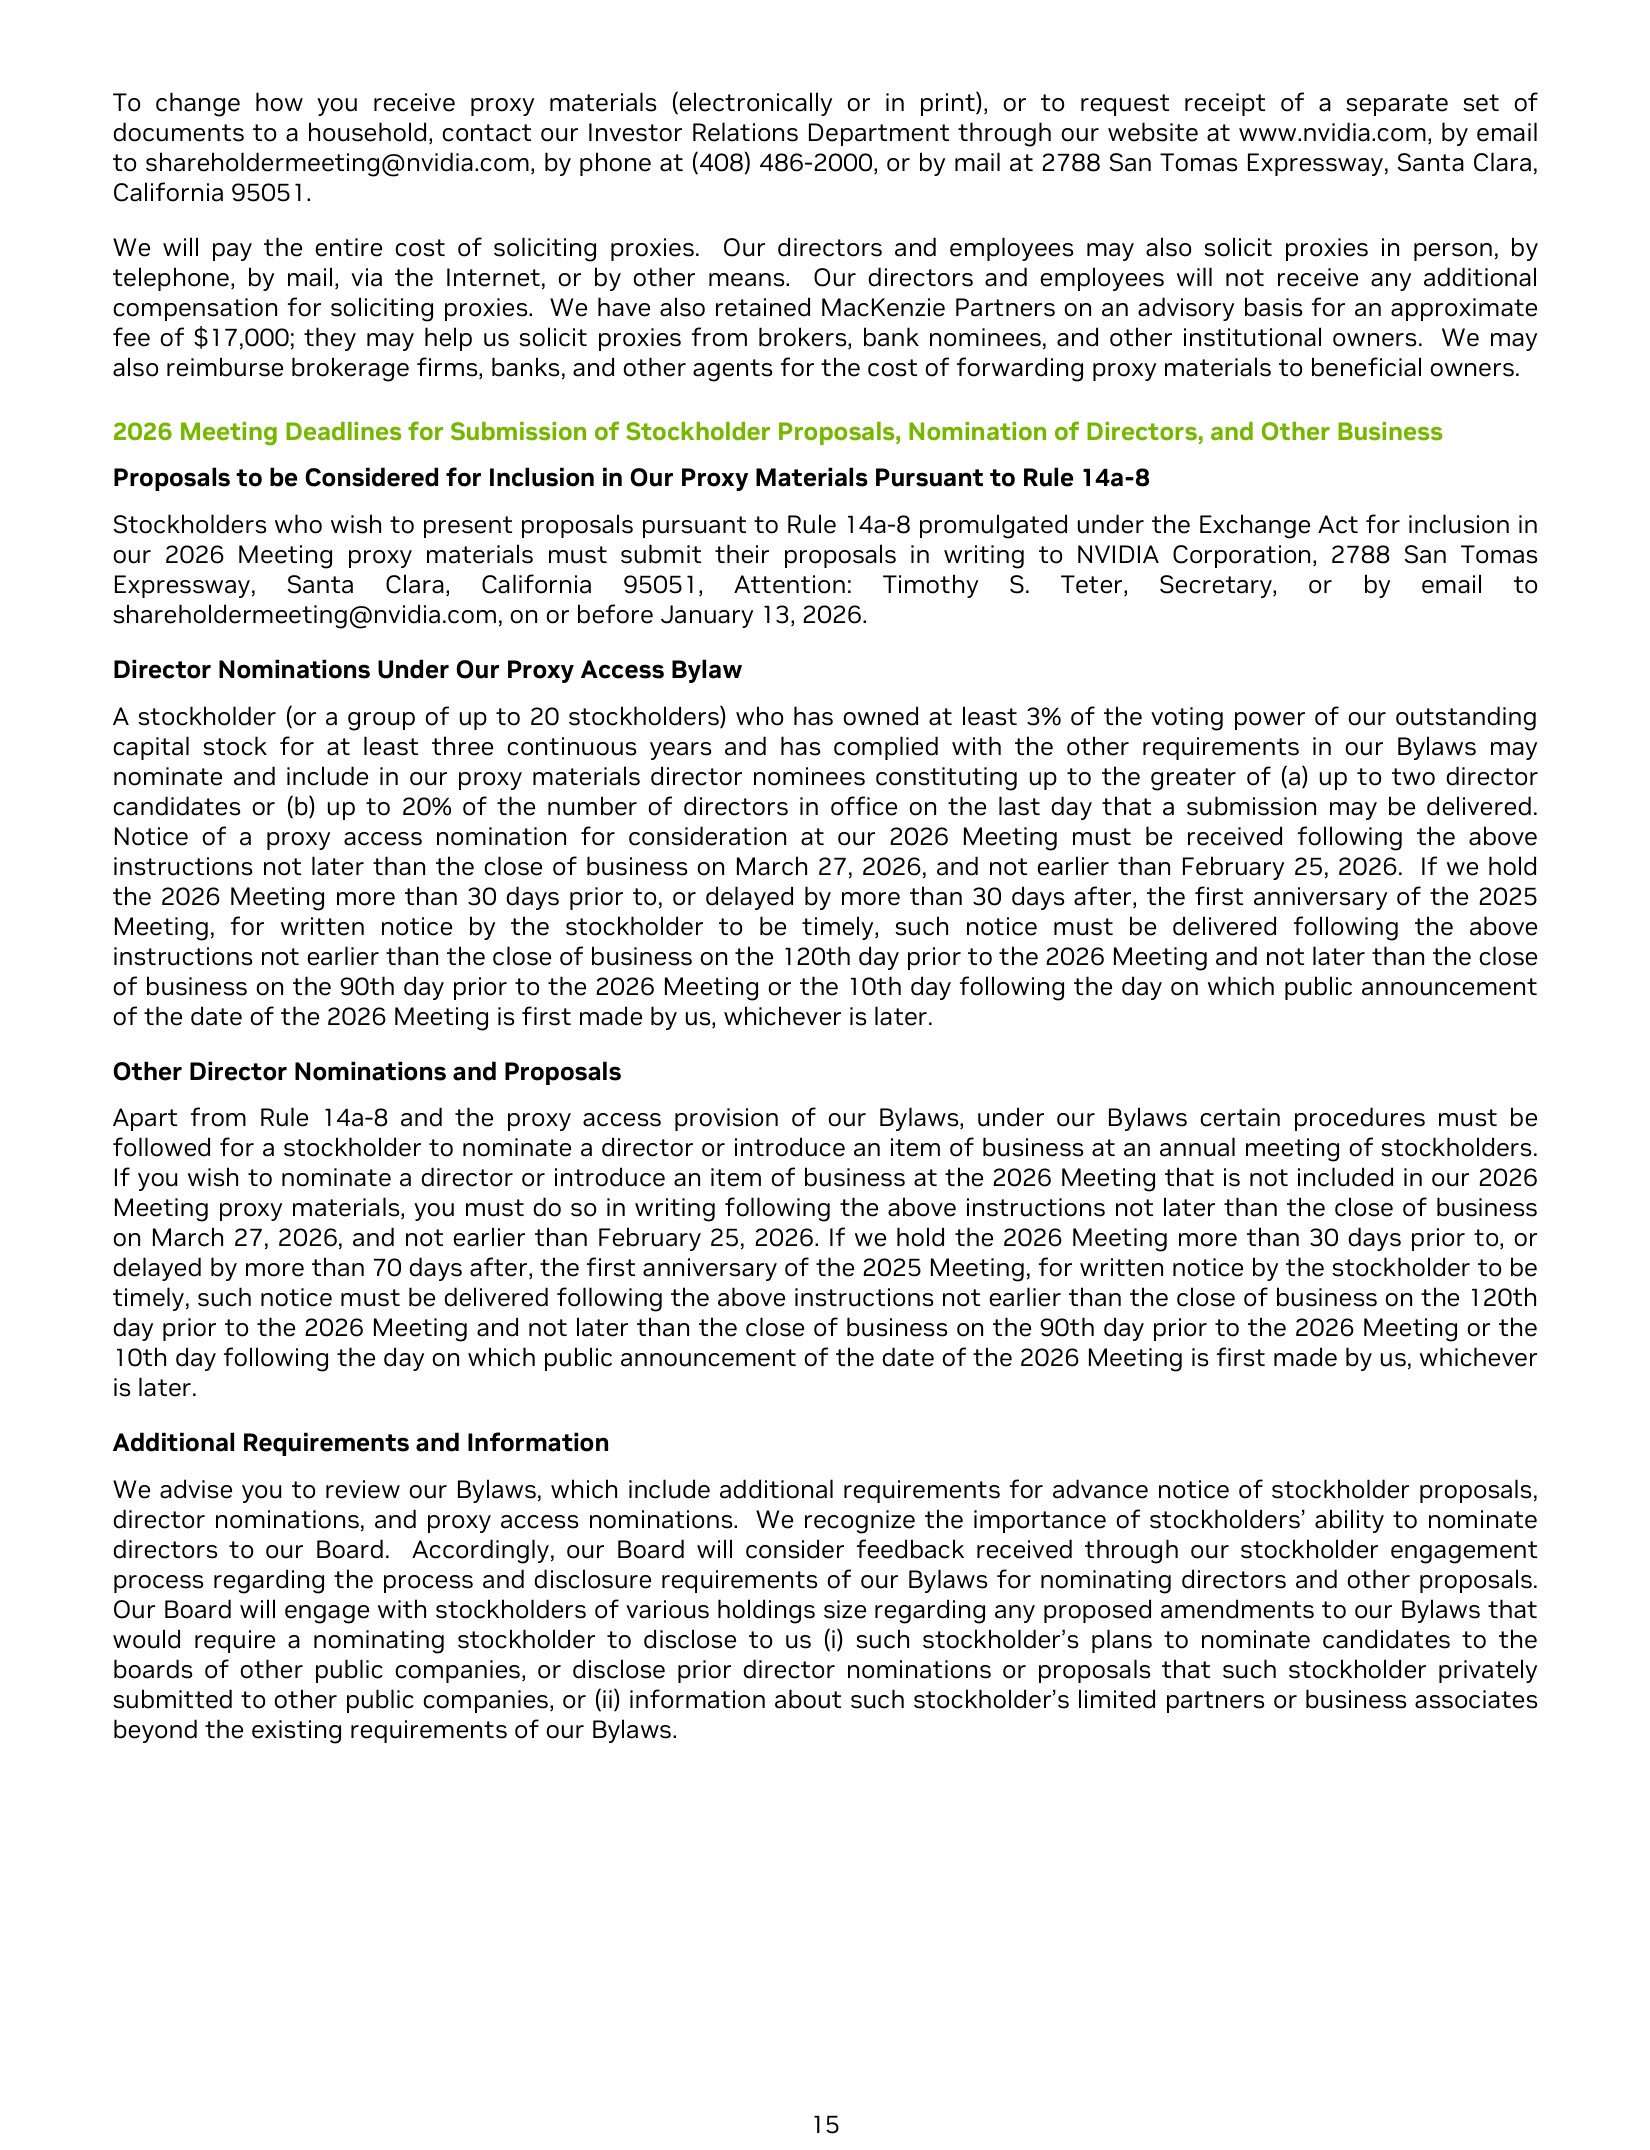 To change how you receive proxy materials (electronically or in print), or to request receipt of a separate set of
documents to a household, contact our Investor Relations Department through our website at www.nvidia.com, by email
to shareholdermeeting@nvidia.com, by phone at (408) 486-2000, or by mail at 2788 San Tomas Expressway, Santa Clara,
California 95051.
We will pay the entire cost of soliciting proxies.  Our directors and employees may also solicit proxies in person, by
telephone, by mail, via the Internet, or by other means.  Our directors and employees will not receive any additional
compensation for soliciting proxies.  We have also retained MacKenzie Partners on an advisory basis for an approximate
fee of $17,000; they may help us solicit proxies from brokers, bank nominees, and other institutional owners.  We may
also reimburse brokerage firms, banks, and other agents for the cost of forwarding proxy materials to beneficial owners.
2026 Meeting Deadlines for Submission of Stockholder Proposals, Nomination of Directors, and Other Business
Proposals to be Considered for Inclusion in Our Proxy Materials Pursuant to Rule 14a-8
Stockholders who wish to present proposals pursuant to Rule 14a-8 promulgated under the Exchange Act for inclusion in
our 2026 Meeting proxy materials must submit their proposals in writing to NVIDIA Corporation, 2788 San Tomas
Expressway, Santa Clara, California 95051, Attention: Timothy S. Teter, Secretary, or by email to
shareholdermeeting@nvidia.com, on or before January 13, 2026.
Director Nominations Under Our Proxy Access Bylaw
A stockholder (or a group of up to 20 stockholders) who has owned at least 3% of the voting power of our outstanding
capital stock for at least three continuous years and has complied with the other requirements in our Bylaws may
nominate and include in our proxy materials director nominees constituting up to the greater of (a) up to two director
candidates or (b) up to 20% of the number of directors in office on the last day that a submission may be delivered.
Notice of a proxy access nomination for consideration at our 2026 Meeting must be received following the above
instructions not later than the close of business on March 27, 2026, and not earlier than February 25, 2026.  If we hold
the 2026 Meeting more than 30 days prior to, or delayed by more than 30 days after, the first anniversary of the 2025
Meeting, for written notice by the stockholder to be timely, such notice must be delivered following the above
instructions not earlier than the close of business on the 120th day prior to the 2026 Meeting and not later than the close
of business on the 90th day prior to the 2026 Meeting or the 10th day following the day on which public announcement
of the date of the 2026 Meeting is first made by us, whichever is later.
Other Director Nominations and Proposals
Apart from Rule 14a-8 and the proxy access provision of our Bylaws, under our Bylaws certain procedures must be
followed for a stockholder to nominate a director or introduce an item of business at an annual meeting of stockholders.
If you wish to nominate a director or introduce an item of business at the 2026 Meeting that is not included in our 2026
Meeting proxy materials, you must do so in writing following the above instructions not later than the close of business
on March 27, 2026, and not earlier than February 25, 2026. If we hold the 2026 Meeting more than 30 days prior to, or
delayed by more than 70 days after, the first anniversary of the 2025 Meeting, for written notice by the stockholder to be
timely, such notice must be delivered following the above instructions not earlier than the close of business on the 120th
day prior to the 2026 Meeting and not later than the close of business on the 90th day prior to the 2026 Meeting or the
10th day following the day on which public announcement of the date of the 2026 Meeting is first made by us, whichever
is later.
Additional Requirements and Information
We advise you to review our Bylaws, which include additional requirements for advance notice of stockholder proposals,
director nominations, and proxy access nominations.  We recognize the importance of stockholders’ ability to nominate
directors to our Board.  Accordingly, our Board will consider feedback received through our stockholder engagement
process regarding the process and disclosure requirements of our Bylaws for nominating directors and other proposals.
Our Board will engage with stockholders of various holdings size regarding any proposed amendments to our Bylaws that
would require a nominating stockholder to disclose to us (i) such stockholder’s plans to nominate candidates to the
boards of other public companies, or disclose prior director nominations or proposals that such stockholder privately
submitted to other public companies, or (ii) information about such stockholder’s limited partners or business associates
beyond the existing requirements of our Bylaws.
15